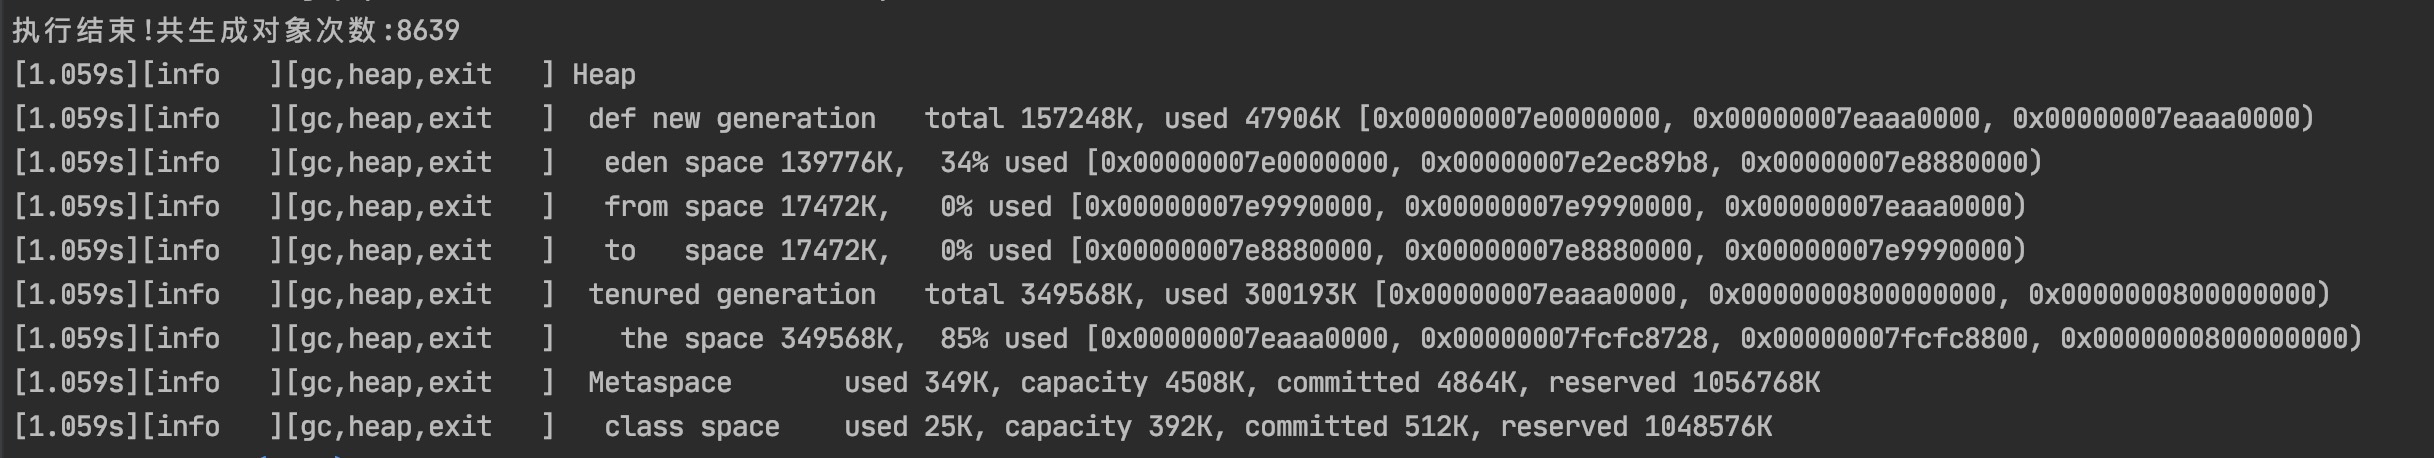 执行结束!共生成对象次数:8639
[1.059s][info   ][gc,heap,exit   ] Heap
[1.059s][info   ][gc,heap,exit   ]  def new generation   total 157248K, used 47906K [0x00000007e0000000, 0x00000007eaaa0000, 0x00000007eaaa0000)
[1.059s][info   ][gc,heap,exit   ]   eden space 139776K,  34% used [0x00000007e0000000, 0x00000007e2ec89b8, 0x00000007e8880000)
[1.059s][info   ][gc,heap,exit   ]   from space 17472K,   0% used [0x00000007e9990000, 0x00000007e9990000, 0x00000007eaaa0000)
[1.059s][info   ][gc,heap,exit   ]   to   space 17472K,   0% used [0x00000007e8880000, 0x00000007e8880000, 0x00000007e9990000)
[1.059s][info   ][gc,heap,exit   ]  tenured generation   total 349568K, used 300193K [0x00000007eaaa0000, 0x0000000800000000, 0x0000000800000000)
[1.059s][info   ][gc,heap,exit   ]    the space 349568K,  85% used [0x00000007eaaa0000, 0x00000007fcfc8728, 0x00000007fcfc8800, 0x0000000800000000)
[1.059s][info   ][gc,heap,exit   ]  Metaspace       used 349K, capacity 4508K, committed 4864K, reserved 1056768K
[1.059s][info   ][gc,heap,exit   ]   class space    used 25K, capacity 392K, committed 512K, reserved 1048576K